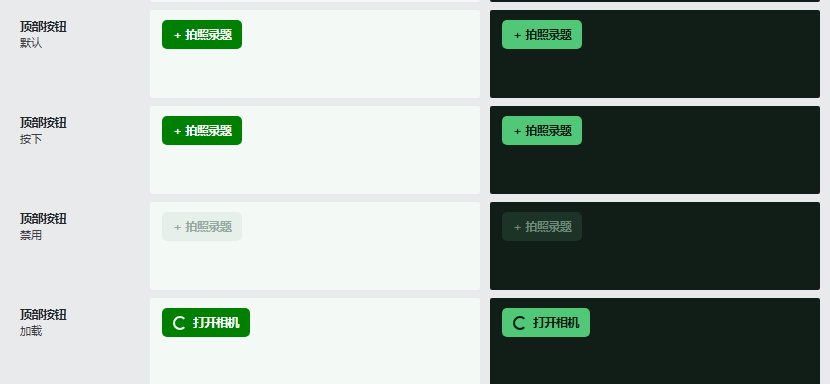 顶部按钮
默认
+ 拍照录题
+ 拍照录题
顶部按钮
按下
+ 拍照录题
+ 拍照录题
顶部按钮
禁用
+ 拍照录题
+ 拍照录题
顶部按钮
加载
打开相机
打开相机